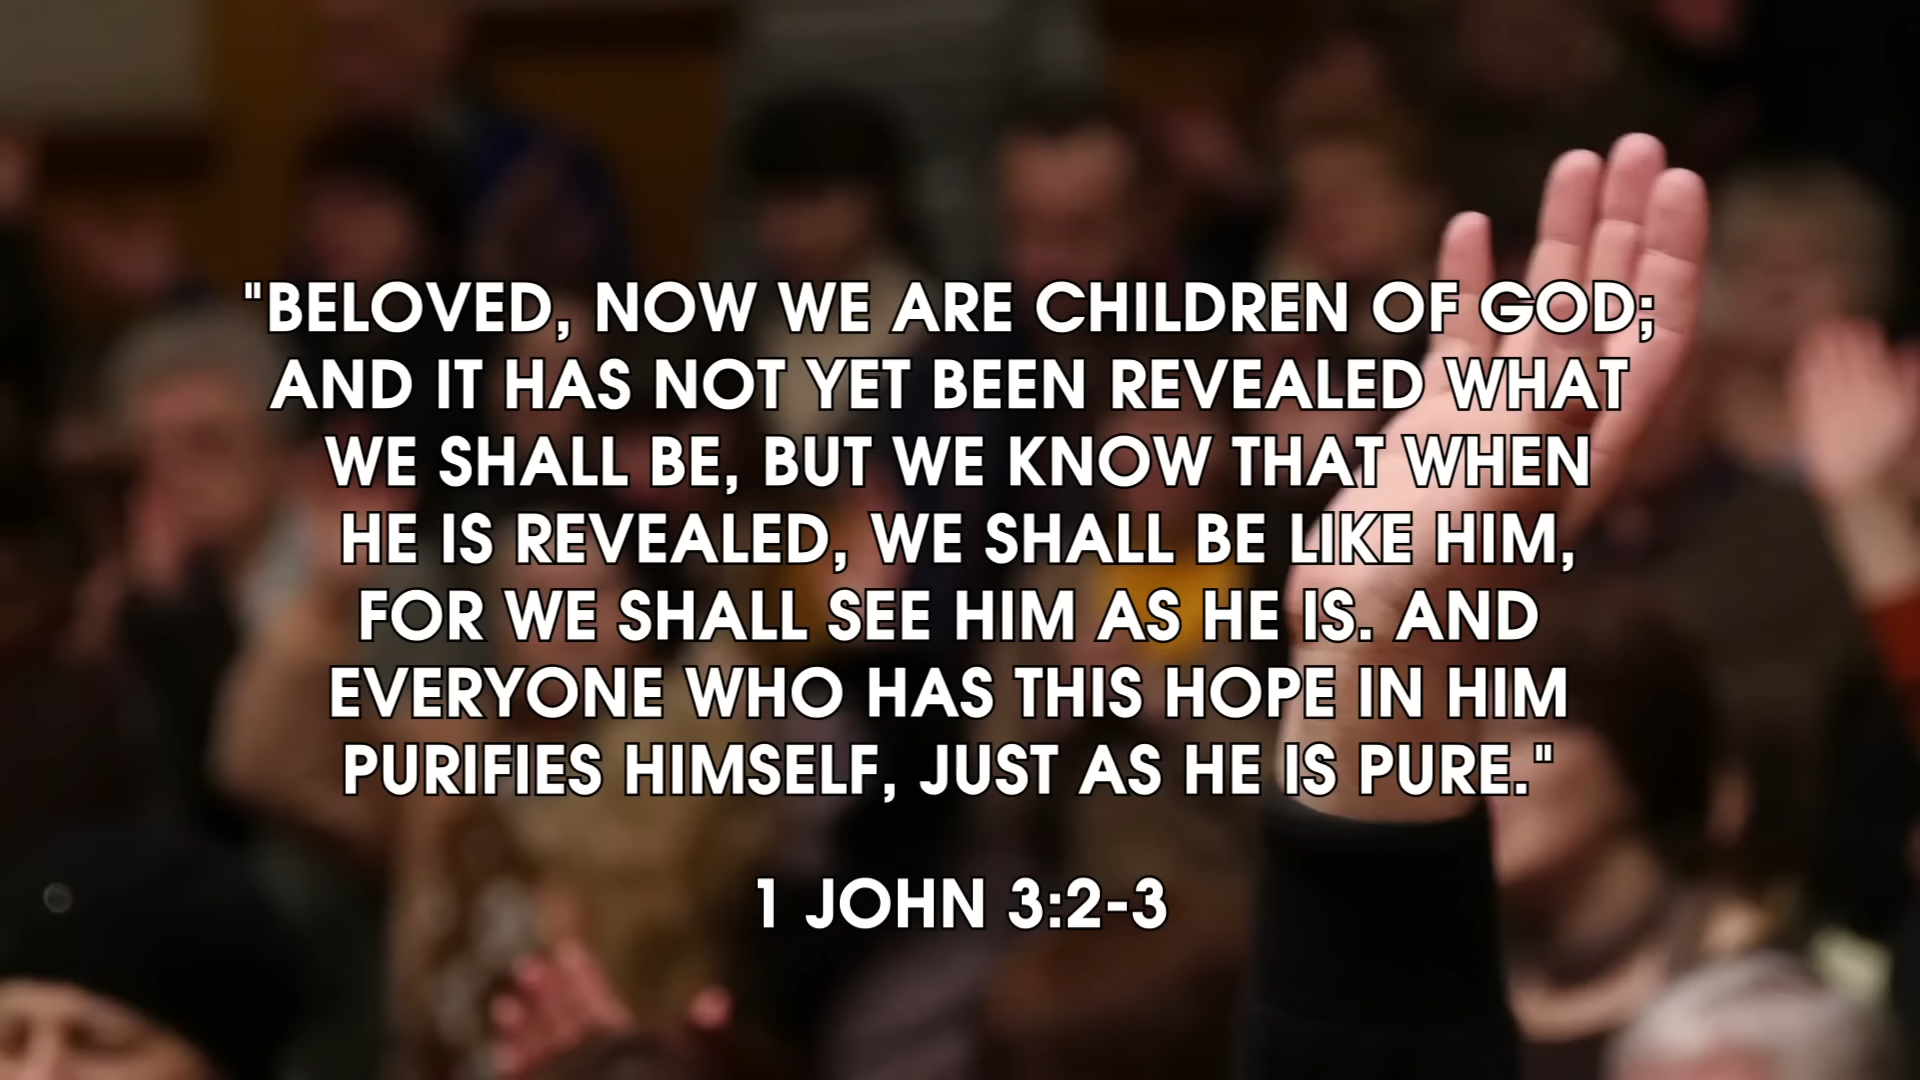 "BELOVED, NOW WE ARE CHILDREN OF GOD;
AND IT HAS NOT YET BEEN REVEALED WHAT
WE SHALL BE, BUT WE KNOW THAT WHEN
HE IS REVEALED, WE SHALL BE LIKE HIM,
FOR WE SHALL SEE HIM AS HE IS. AND
EVERYONE WHO HAS THIS HOPE IN HIM
PURIFIES HIMSELF, JUST AS HE IS PURE."
1 JOHN 3:2-3